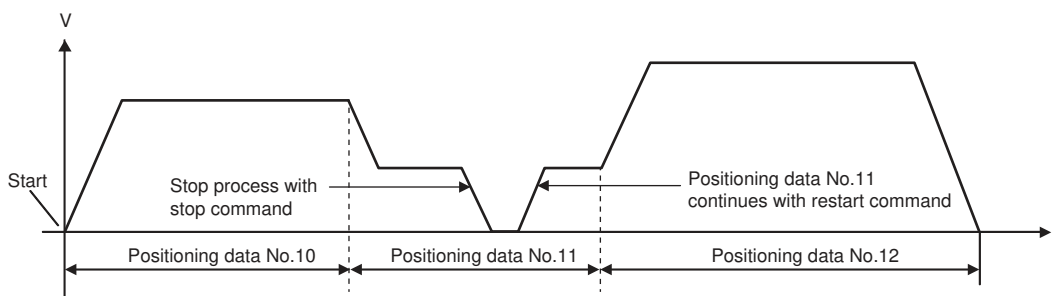 V
Start
Stop process with
stop command
Positioning data No.11
continues with restart command
Positioning data No.10
Positioning data No.11
Positioning data No.12